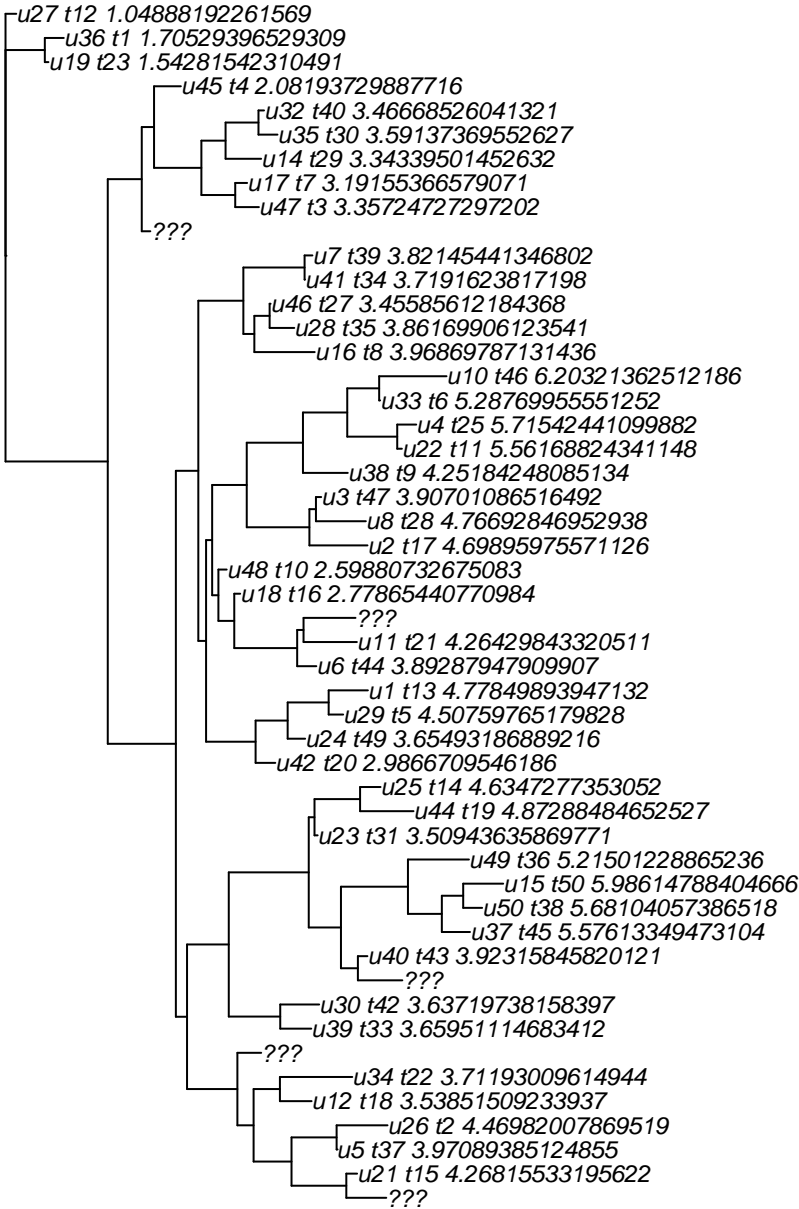 u27 t12 1.04888192261569
u36 t1 1.70529396529309
u19 t23 1.54281542310491
u45 t4 2.08193729887716
u32 t40 3.46668526041321
u35 t30 3.59137369552627
u14 t29 3.34339501452632
u17 t7 3.19155366579071
u47 t3 3.35724727297202
???
u7 t39 3.82145441346802
u41 t34 3.7191623817198
u46 t27 3.45585612184368
u28 t35 3.86169906123541
u16 t8 3.96869787131436
u10 t46 6.20321362512186
u33 t6 5.28769955551252
u4 t25 5.71542441099882
u22 t11 5.56168824341148
u38 t9 4.25184248085134
u3 t47 3.90701086516492
u8 t28 4.76692846952938
u2 t17 4.69895975571126
u48 t10 2.59880732675083
u18 t16 2.77865440770984
???
u11 t21 4.26429843320511
u6 t44 3.89287947909907
u1 t13 4.77849893947132
u29 t5 4.50759765179828
u24 t49 3.65493186889216
u42 t20 2.9866709546186
u25 t14 4.6347277353052
u44 t19 4.87288484652527
u23 t31 3.50943635869771
u49 t36 5.21501228865236
u15 t50 5.98614788404666
u50 t38 5.68104057386518
u37 t45 5.57613349473104
u40 t43 3.92315845820121
???
u30 t42 3.63719738158397
u39 t33 3.65951114683412
???
u34 t22 3.71193009614944
u12 t18 3.53851509233937
u26 t2 4.46982007869519
u5 t37 3.97089385124855
u21 t15 4.26815533195622
???